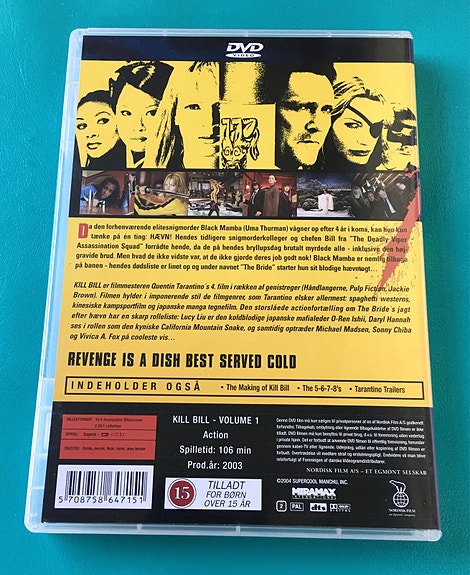 DVD
VIDEO
Da den forhenværende elitesnigmorder Black Mamba (Uma Thurman) vågner op efter 4 år i koma, kan hun kun
tænke på en ting: HÆVN! Hendes tidligere snigmorderkolleger og chefen Bill fra "The Deadly Viper
Assassination Squad" forrådte hende, da de på hendes bryllupsdag brutalt myrdede alle - inklusive den høj-
gravide brud. Men hvad de ikke vidste var, at de ikke gjorde deres job godt nok! Black Mamba er nemlig tilbage
på banen - hendes dødsliste er linet op og under navnet "The Bride" starter hun sit blodige hævntogt...
KILL BILL er filmmesteren Quentin Tarantino´s 4. film i rækken af genistreger (Håndlangerne, Pulp Fiction, Jackie
Brown). Filmen hylder i imponerende stil de filmgenrer, som Tarantino elsker allermest: spaghetti westerns,
kinesiske kampsportfilm og japanske manga tegnefilm. Den storslåede actionfortælling om The Bride´s jagt
efter hævn har en skarp rolleliste: Lucy Liu er den koldblodige japanske mafialeder O-Ren Ishii, Daryl Hannah
ses i rollen som den kyniske California Mountain Snake, og samtidig optræder Michael Madsen, Sonny Chiba
og Vivica A. Fox på cooleste vis...
REVENGE IS A DISH BEST SERVED COLD
INDEHOLDER OGSÅ • The Making of Kill Bill • The 5-6-7-8's • Tarantino Trailers
KILL BILL - VOLUME 1
Action
Spilletid: 106 min
Prod.år: 2003
NORDISK FILM A/S – ET EGMONT SELSKAB
5 708758 647151
15
TILLADT
FOR BØRN
OVER 15 ÅR
©2004 SUPERCOOL MANCHU, INC.
MIRAMAX
INTERNATIONAL
2 PAL dts DOLBY
NORDISK FILM